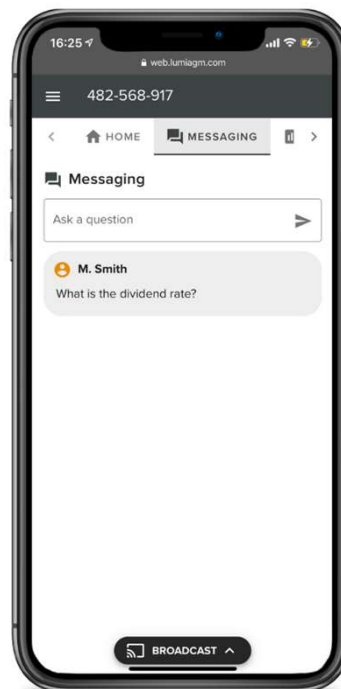 16:25
web.lumiagm.com
482-568-917
HOME
MESSAGING
Messaging
Ask a question
M. Smith
What is the dividend rate?
BROADCAST